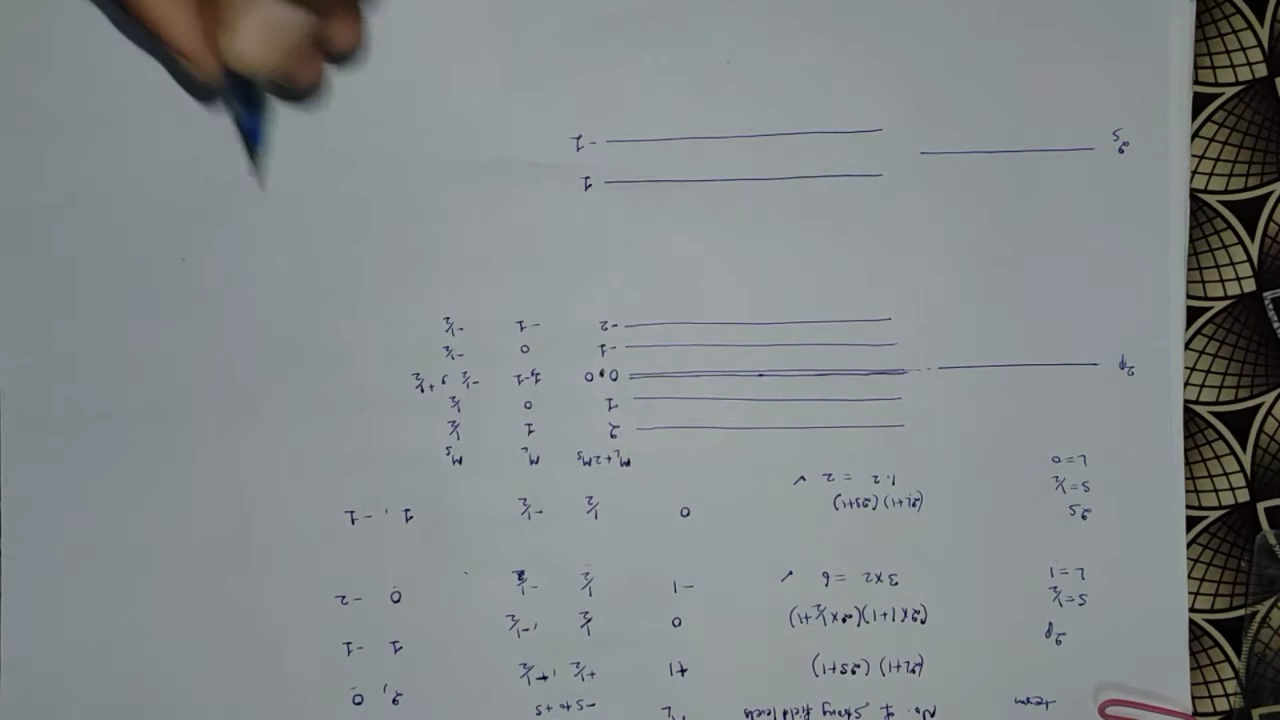 term No. of strong field levels M_L -S to +S
(2L+1) (2S+1) +1 +½, -½ 2, 0
2p 1 -1
S=½ (2×1+1)(2×½+1) 0 ½, -½
L=1 3×2 = 6 ✓ -1 ½ -½ 0 -2
2s (2L+1) (2S+1) 0 ½ -½ 1, -1
S=½ 1.2 = 2 ✓
L=0 M_L+2M_S M_L M_S
2 1 ½
1 0 ½
2p 0,0 1,-1 -½, +½
-1 0 -½
-2 -1 -½
1
2s -1